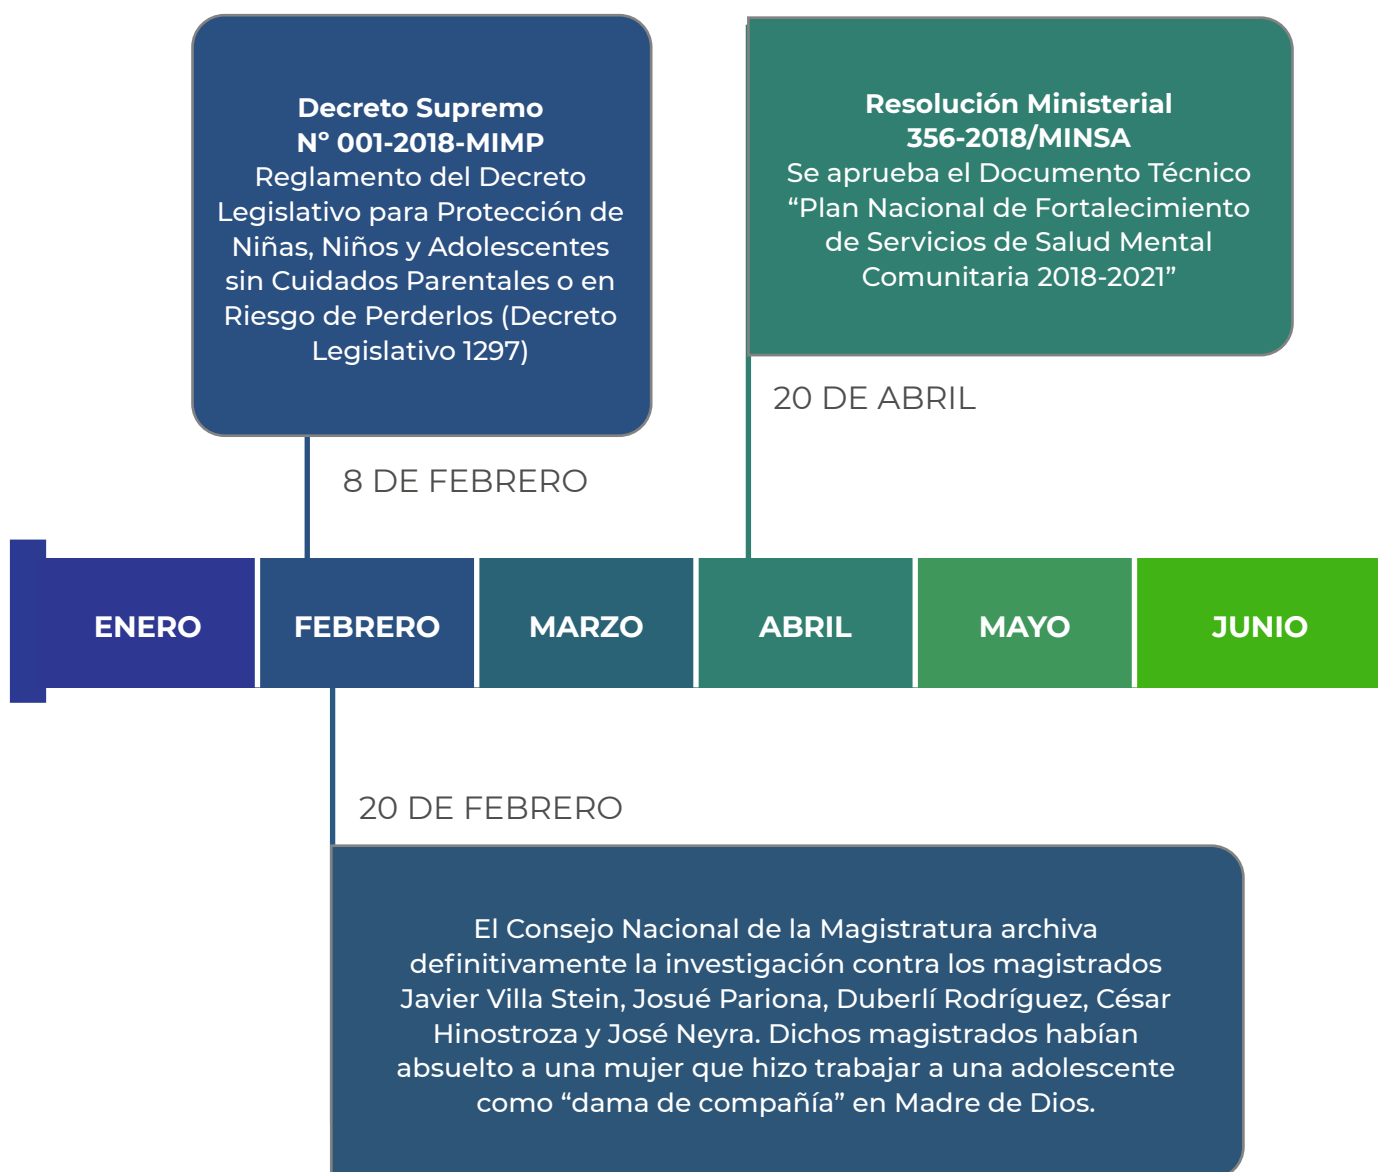 Decreto Supremo
Nº 001-2018-MIMP
Reglamento del Decreto
Legislativo para Protección de
Niñas, Niños y Adolescentes
sin Cuidados Parentales o en
Riesgo de Perderlos (Decreto
Legislativo 1297)
8 DE FEBRERO
Resolución Ministerial
356-2018/MINSA
Se aprueba el Documento Técnico
“Plan Nacional de Fortalecimiento
de Servicios de Salud Mental
Comunitaria 2018-2021”
20 DE ABRIL
ENERO
FEBRERO
MARZO
ABRIL
MAYO
JUNIO
20 DE FEBRERO
El Consejo Nacional de la Magistratura archiva
definitivamente la investigación contra los magistrados
Javier Villa Stein, Josué Pariona, Duberlí Rodríguez, César
Hinostroza y José Neyra. Dichos magistrados habían
absuelto a una mujer que hizo trabajar a una adolescente
como “dama de compañía” en Madre de Dios.